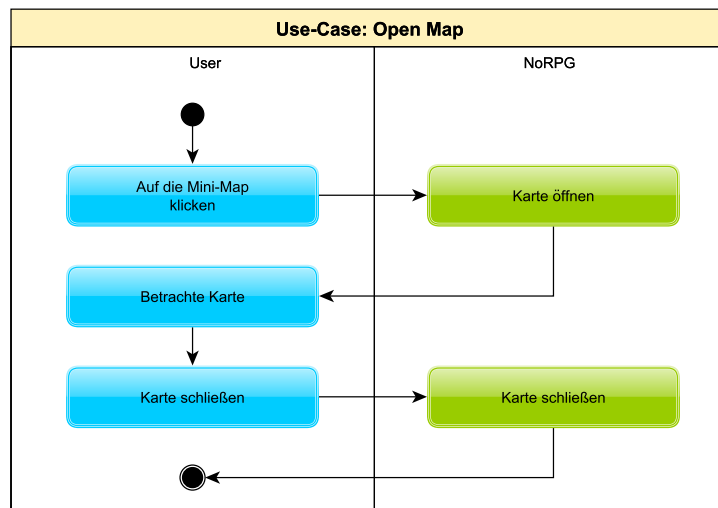 Use-Case: Open Map
User
NoRPG
Auf die Mini-Map
klicken
Karte öffnen
Betrachte Karte
Karte schließen
Karte schließen